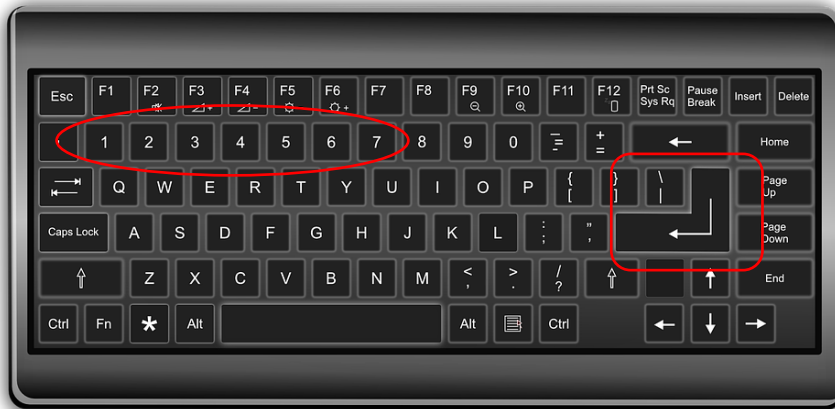 Esc F1 F2 F3 F4 F5 F6 F7 F8 F9 F10 F11 F12 Prt Sc Sys Rq Pause Break Insert Delete
1 2 3 4 5 6 7 8 9 0 - = + = Home
Q W E R T Y U I O P { [ } ] \ | Page Up
Caps Lock A S D F G H J K L : ; " , Page Down
Z X C V B N M < , > . / ? End
Ctrl Fn * Alt Alt Ctrl